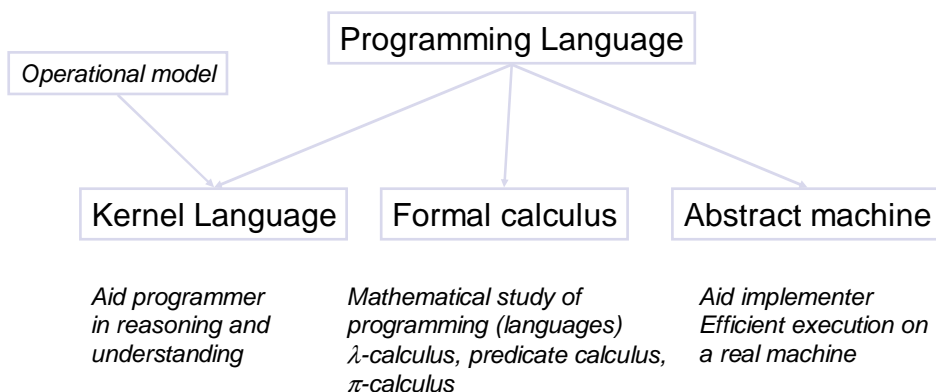 Programming Language
Operational model
Kernel Language
Formal calculus
Abstract machine
Aid programmer
in reasoning and
understanding
Mathematical study of
programming (languages)
λ-calculus, predicate calculus,
π-calculus
Aid implementer
Efficient execution on
a real machine